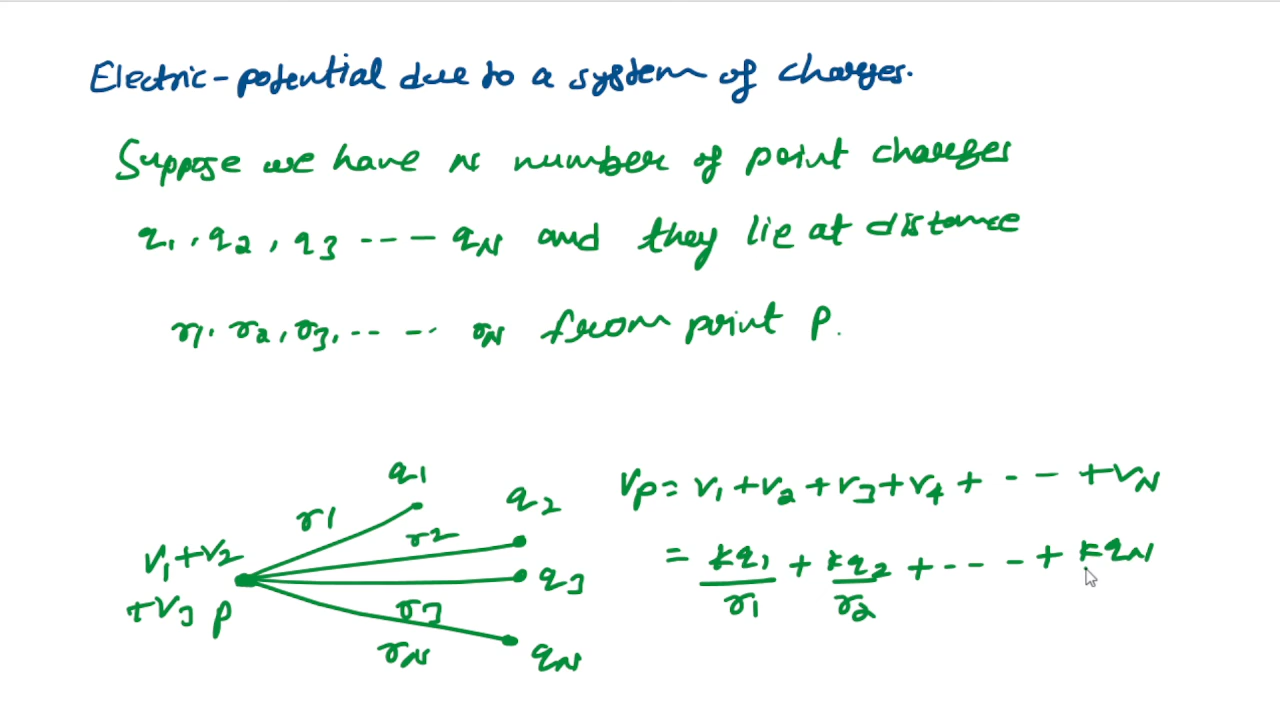 Electric-potential due to a system of charges.
Suppose we have N number of point charges
q1, q2, q3 ---- qN and they lie at distance
r1, r2, r3, ---- rN from point P.
q1
q2
r1
r2
V1+V2
q3
+V3 P
r3
rN
qN
Vp = V1 + V2 + V3 + V4 + --- + VN
= kq1/r1 + kq2/r2 + ---- + kqN